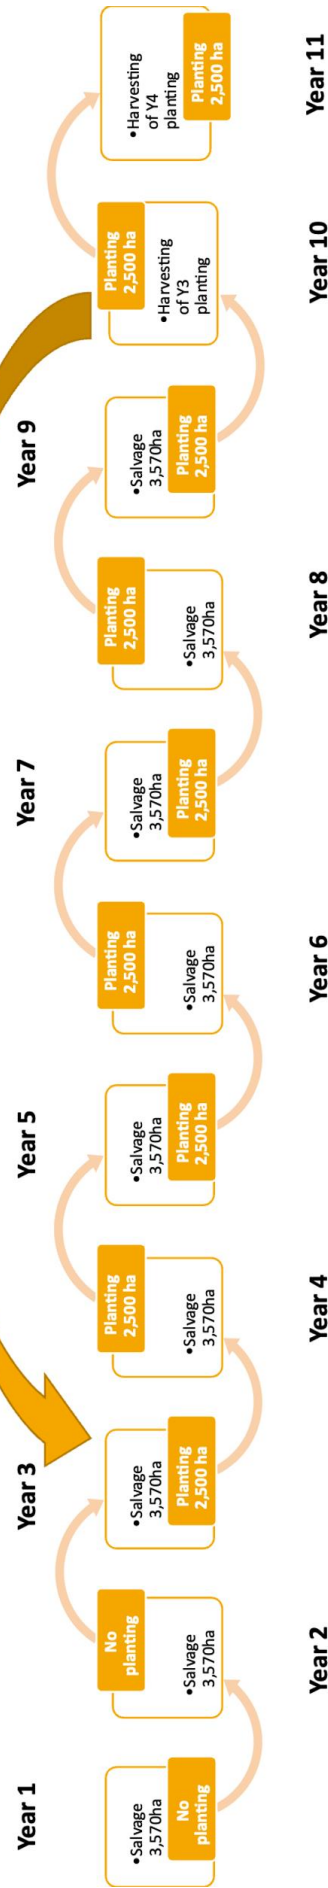 Year 1
•Salvage
3,570ha
No
planting
No
planting
•Salvage
3,570ha
Year 2
Year 3
•Salvage
3,570ha
Planting
2,500 ha
Planting
2,500 ha
•Salvage
3,570ha
Year 4
Year 5
•Salvage
3,570ha
Planting
2,500 ha
Planting
2,500 ha
•Salvage
3,570ha
Year 6
Year 7
•Salvage
3,570ha
Planting
2,500 ha
Planting
2,500 ha
•Salvage
3,570ha
Year 8
Year 9
•Salvage
3,570ha
Planting
2,500 ha
Planting
2,500 ha
•Harvesting
of Y3
planting
Year 10
•Harvesting
of Y4
planting
Planting
2,500 ha
Year 11